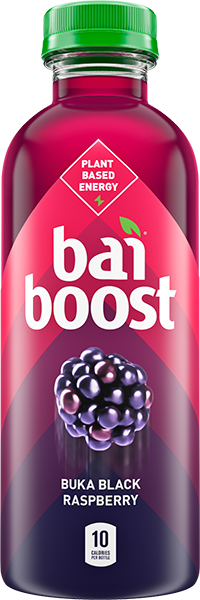 PLANT
BASED
ENERGY
bai
boost
BUKA BLACK
RASPBERRY
10
CALORIES
PER BOTTLE